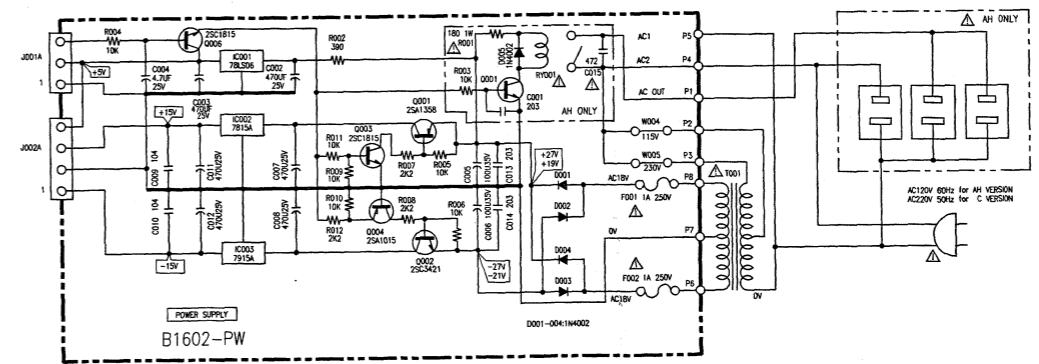 J001A
1
R004
10K
+5V
2SC1815
Q006
C004
4.7UF
25V
IC001
78LS06
C003
470UF
25V
C002
470UF
25V
R002
390
180 1W
R001
D005
1N4002
RY001
R003
10K
C001
203
472
C015
AH ONLY
AC1
AC2
AC OUT
P5
P4
P1
AH ONLY
J002A
1
+15V
IC002
7815A
C009 104
C011
470U25V
C007
470U25V
R011
10K
R009
10K
Q003
2SC1815
Q001
2SA1358
R007
2K2
R005
10K
C005
100U35V
203
C013
+27V
+19V
D001
D002
W004
115V
P2
W005
230V
P3
P8
T001
AC18V
F001 1A 250V
AC120V 60Hz for AH VERSION
AC220V 50Hz for C VERSION
C010 104
C012
470U25V
C008
470U25V
R010
10K
R012
2K2
R008
2K2
Q004
2SA1015
R006
10K
Q002
2SC3421
C006 100U35V
C014 203
0V
P7
D004
D003
-15V
IC003
7915A
-27V
-21V
F002 1A 250V
AC18V
P6
0V
POWER SUPPLY
B1602-PW
D001-004:1N4002